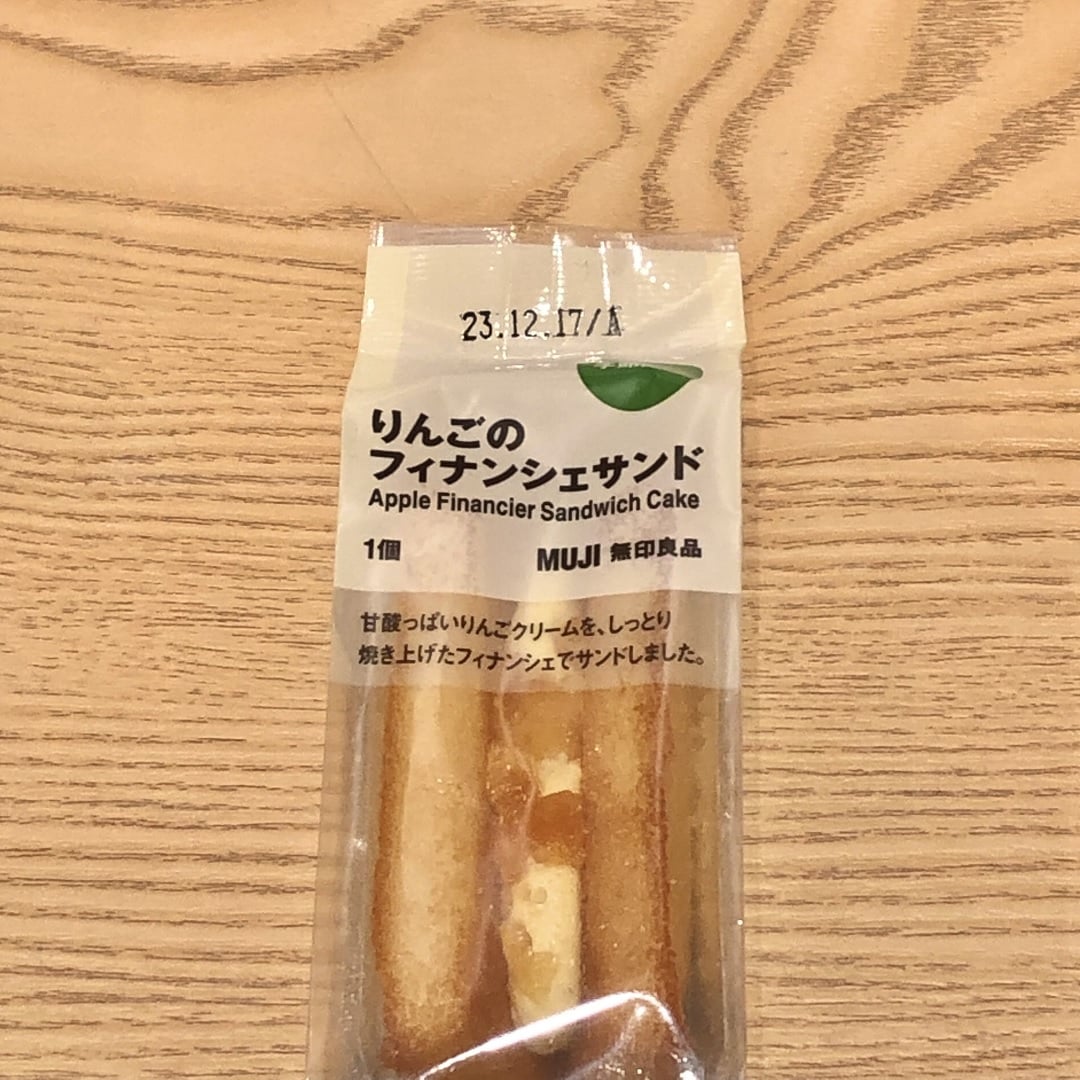 23.12.17/A
りんごの
フィナンシェサンド
Apple Financier Sandwich Cake
1個
MUJI 無印良品
甘酸っぱいりんごクリームを、しっとり
焼き上げたフィナンシェでサンドしました。